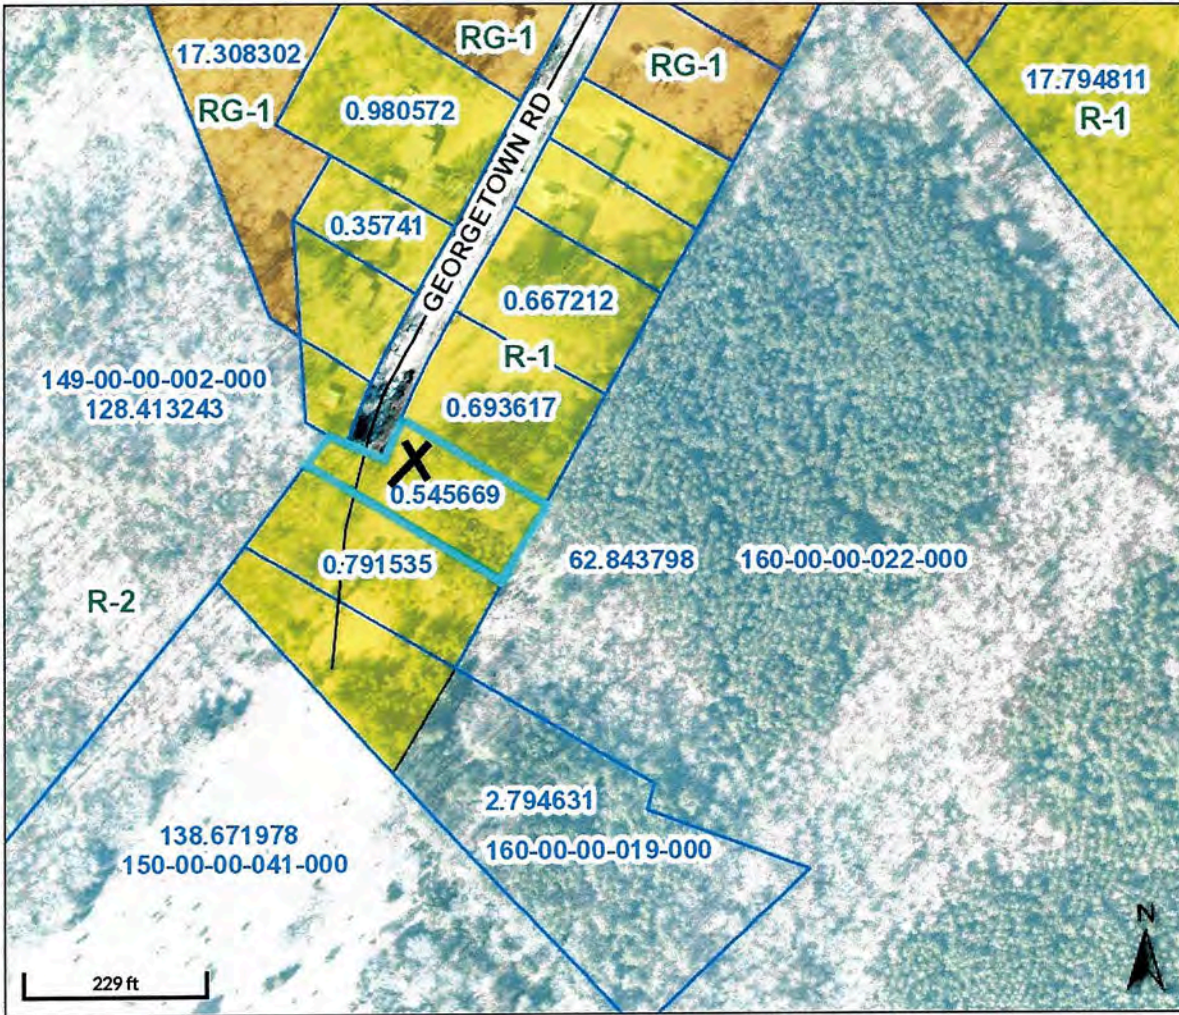 RG-1
17.308302
RG-1
RG-1
17.794811
R-1
0.980572
GEORGETOWN RD
0.35741
0.667212
R-1
149-00-00-002-000
128.413243
0.693617
X
0.545669
0.791535
62.843798
160-00-00-022-000
R-2
2.794631
160-00-00-019-000
138.671978
150-00-00-041-000
N
229 ft